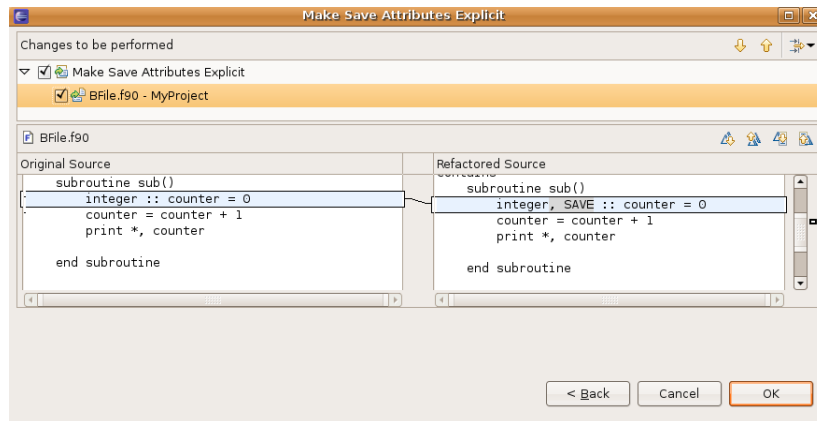 Make Save Attributes Explicit
Changes to be performed
Make Save Attributes Explicit
BFile.f90 - MyProject
BFile.f90
Original Source
subroutine sub()
integer :: counter = 0
counter = counter + 1
print *, counter
end subroutine
Refactored Source
contains
subroutine sub()
integer, SAVE :: counter = 0
counter = counter + 1
print *, counter
end subroutine
< Back
Cancel
OK